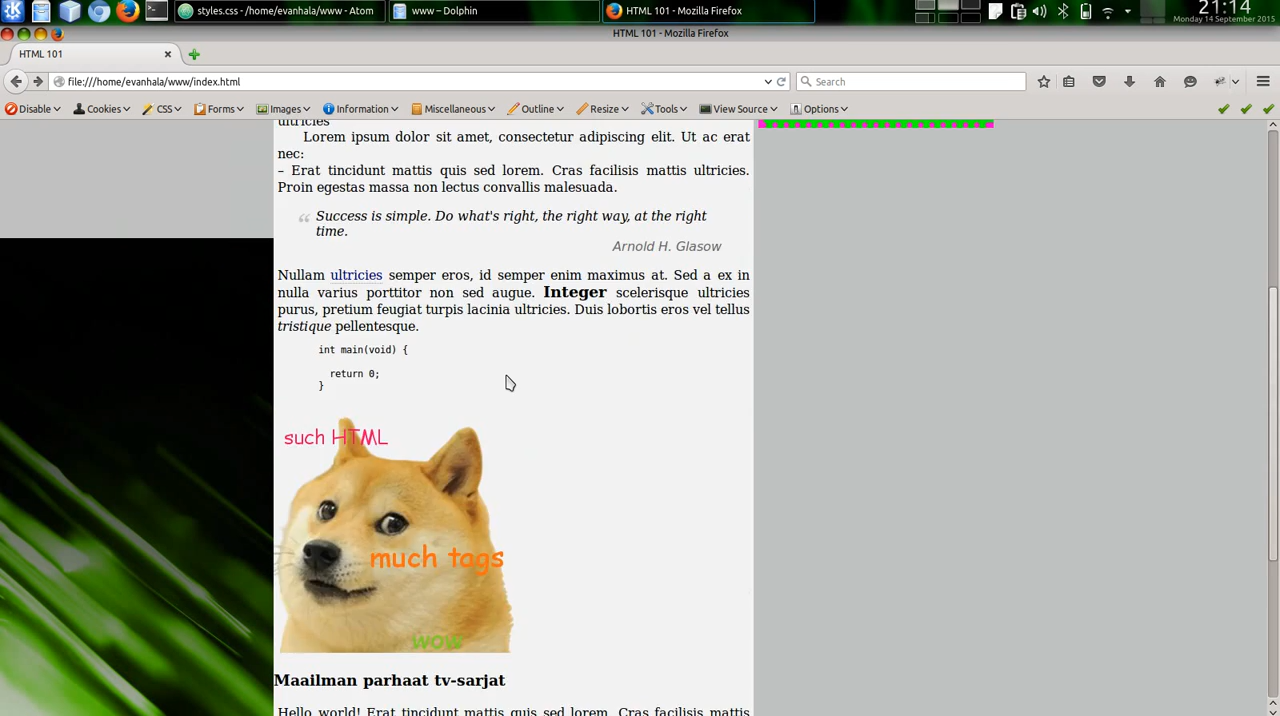 styles.css - /home/evanhala/www - Atom
www – Dolphin
HTML 101 - Mozilla Firefox
21:14
Monday 14 September 2015
HTML 101 - Mozilla Firefox
HTML 101
file:///home/evanhala/www/index.html
Search
Disable
Cookies
CSS
Forms
Images
Information
Miscellaneous
Outline
Resize
Tools
View Source
Options
ultricies
Lorem ipsum dolor sit amet, consectetur adipiscing elit. Ut ac erat
nec:
– Erat tincidunt mattis quis sed lorem. Cras facilisis mattis ultricies.
Proin egestas massa non lectus convallis malesuada.
“ Success is simple. Do what's right, the right way, at the right
time.
Arnold H. Glasow
Nullam ultricies semper eros, id semper enim maximus at. Sed a ex in
nulla varius porttitor non sed augue. Integer scelerisque ultricies
purus, pretium feugiat turpis lacinia ultricies. Duis lobortis eros vel tellus
tristique pellentesque.
int main(void) {
return 0;
}
such HTML
much tags
wow
Maailman parhaat tv-sarjat
Hello world! Erat tincidunt mattis quis sed lorem. Cras facilisis mattis